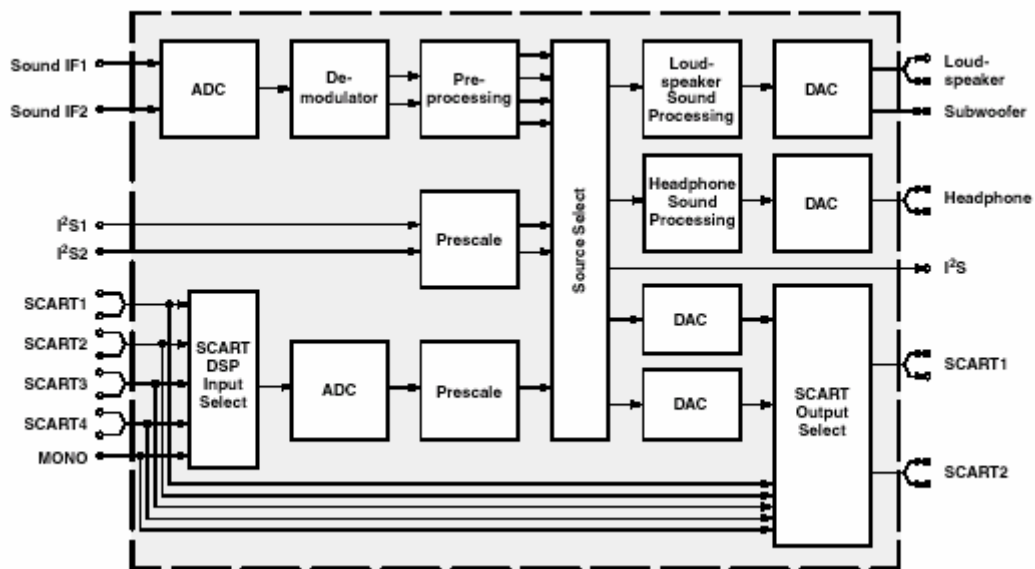 Sound IF1
Sound IF2
ADC
De-
modulator
Pre-
processing
Loud-
speaker
Sound
Processing
DAC
Loud-
speaker
Subwoofer
Headphone
Sound
Processing
DAC
Headphone
I²S1
I²S2
Prescale
Source Select
I²S
SCART1
SCART2
SCART3
SCART4
MONO
SCART
DSP
Input
Select
ADC
Prescale
DAC
DAC
SCART
Output
Select
SCART1
SCART2